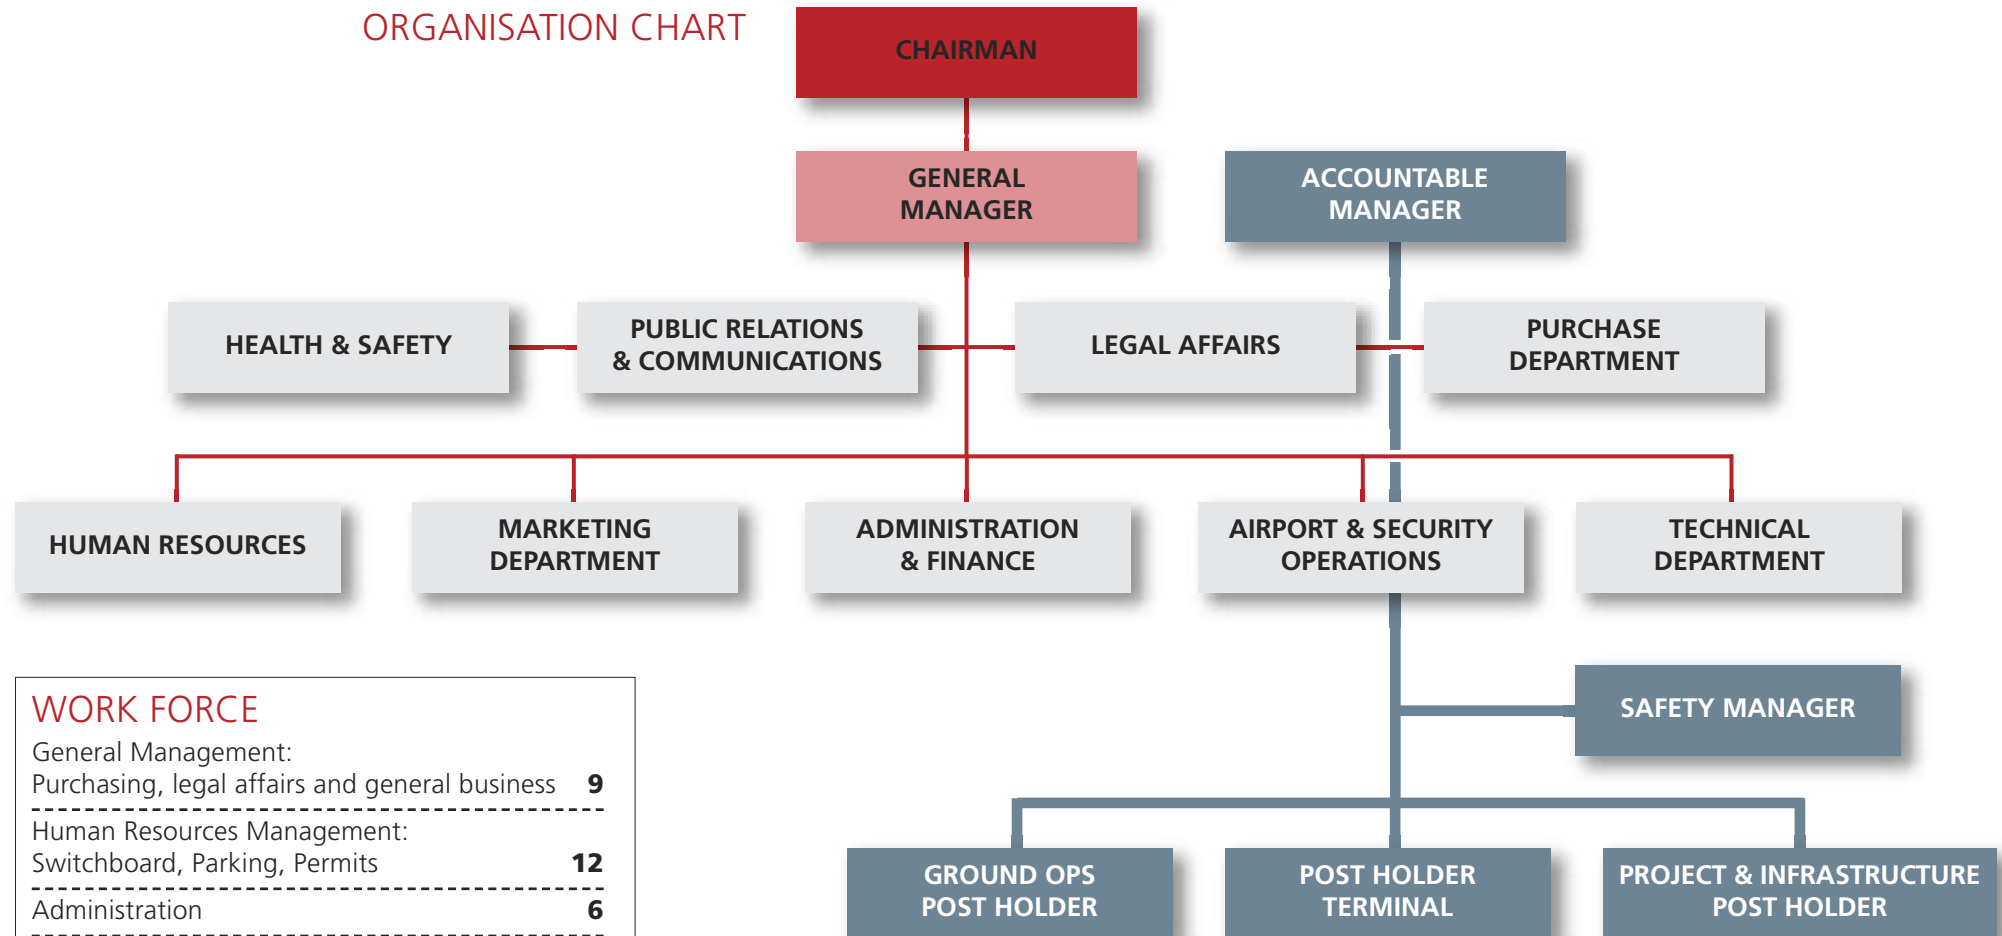 ORGANISATION CHART
CHAIRMAN
GENERAL
MANAGER
ACCOUNTABLE
MANAGER
HEALTH & SAFETY
PUBLIC RELATIONS
& COMMUNICATIONS
LEGAL AFFAIRS
PURCHASE
DEPARTMENT
HUMAN RESOURCES
MARKETING
DEPARTMENT
ADMINISTRATION
& FINANCE
AIRPORT & SECURITY
OPERATIONS
TECHNICAL
DEPARTMENT
SAFETY MANAGER
GROUND OPS
POST HOLDER
POST HOLDER
TERMINAL
PROJECT & INFRASTRUCTURE
POST HOLDER
WORK FORCE
General Management:
Purchasing, legal affairs and general business 9
Human Resources Management:
Switchboard, Parking, Permits 12
Administration 6